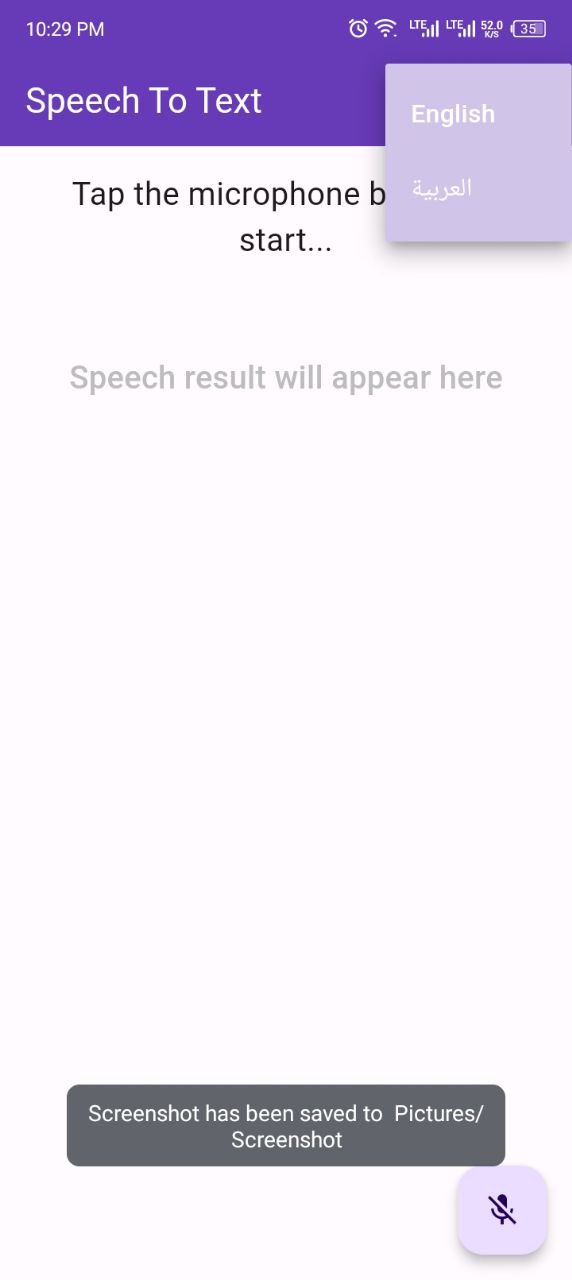 10:29 PM
LTE LTE 52.0 K/S 35
Speech To Text
English
العربية
Tap the microphone b
start...
Speech result will appear here
Screenshot has been saved to Pictures/
Screenshot